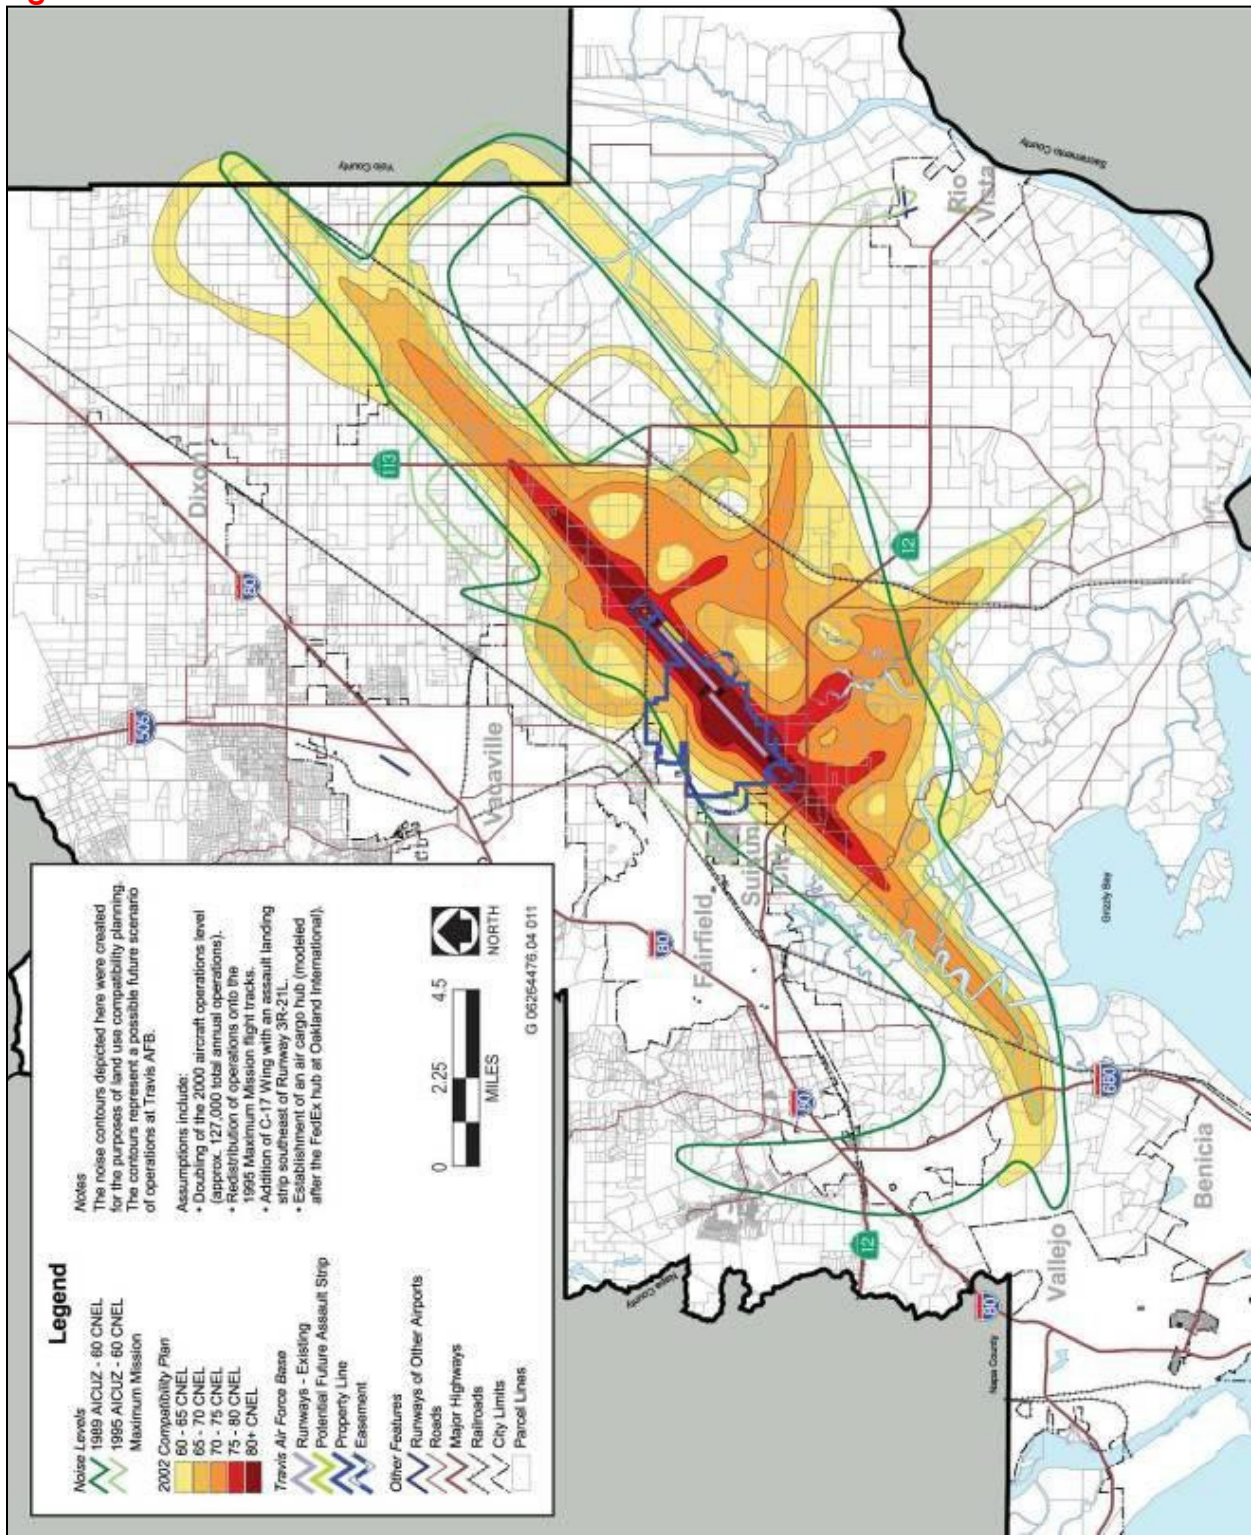 Legend
Noise Levels
1989 AICUZ - 60 CNEL
1995 AICUZ - 60 CNEL
Maximum Mission
2002 Compatibility Plan
60 - 65 CNEL
65 - 70 CNEL
70 - 75 CNEL
75 - 80 CNEL
80+ CNEL
Travis Air Force Base
Runways - Existing
Potential Future Assault Strip
Property Line
Easement
Other Features
Runways of Other Airports
Roads
Major Highways
Railroads
City Limits
Parcel Lines
Notes
The noise contours depicted here were created
for the purposes of land use compatibility planning.
The contours represent a possible future scenario
of operations at Travis AFB.
Assumptions include:
• Doubling of the 2000 aircraft operations level
(approx. 127,000 total annual operations).
• Redistribution of operations onto the
1995 Maximum Mission flight tracks.
• Addition of C-17 Wing with an assault landing
strip southeast of Runway 3R-21L.
• Establishment of an air cargo hub (modeled
after the FedEx hub at Oakland International).
0 2.25 4.5
MILES
NORTH
G 06264476.04 011
Yolo County
Sacramento County
Rio
Vista
Dixon
113
80
505
Vacaville
12
Fairfield
Suisun
City
80
Grizzly Bay
80
680
12
Benicia
Vallejo
Napa County
80
Napa County